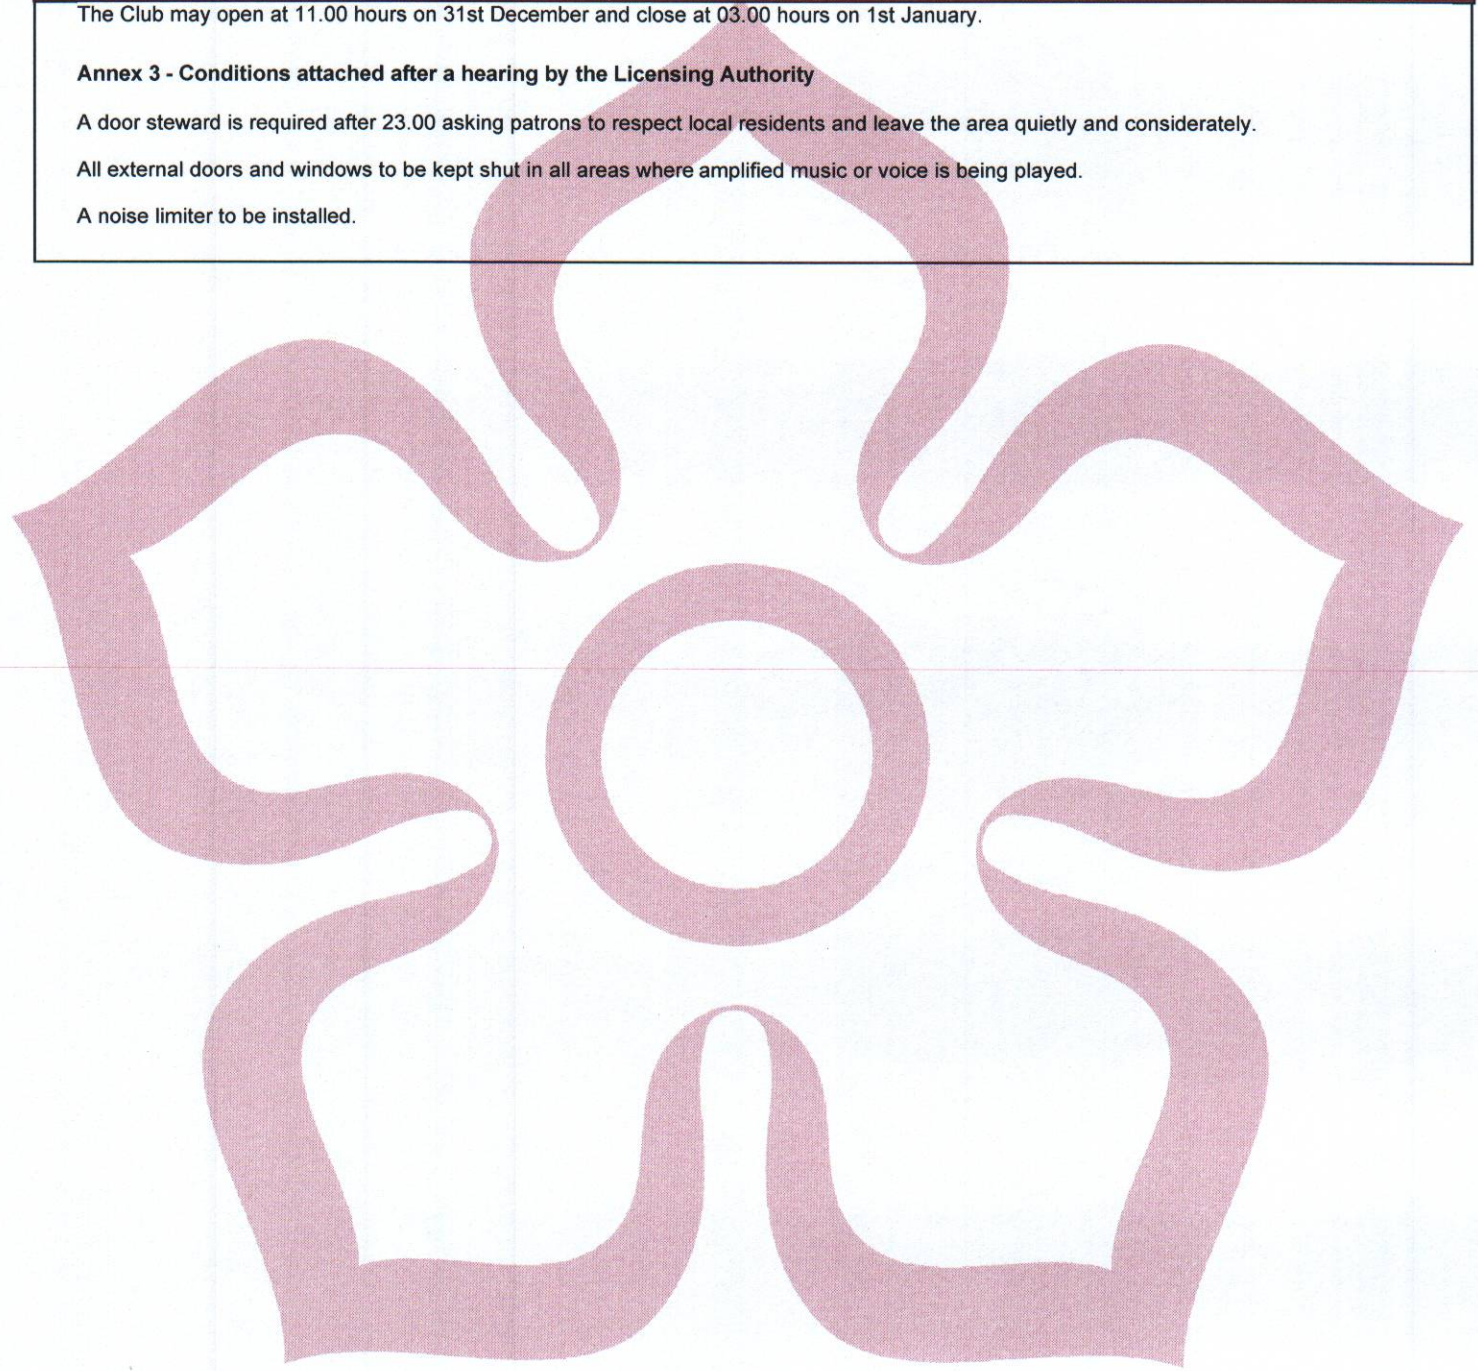 The Club may open at 11.00 hours on 31st December and close at 03.00 hours on 1st January.
Annex 3 - Conditions attached after a hearing by the Licensing Authority
A door steward is required after 23.00 asking patrons to respect local residents and leave the area quietly and considerately.
All external doors and windows to be kept shut in all areas where amplified music or voice is being played.
A noise limiter to be installed.